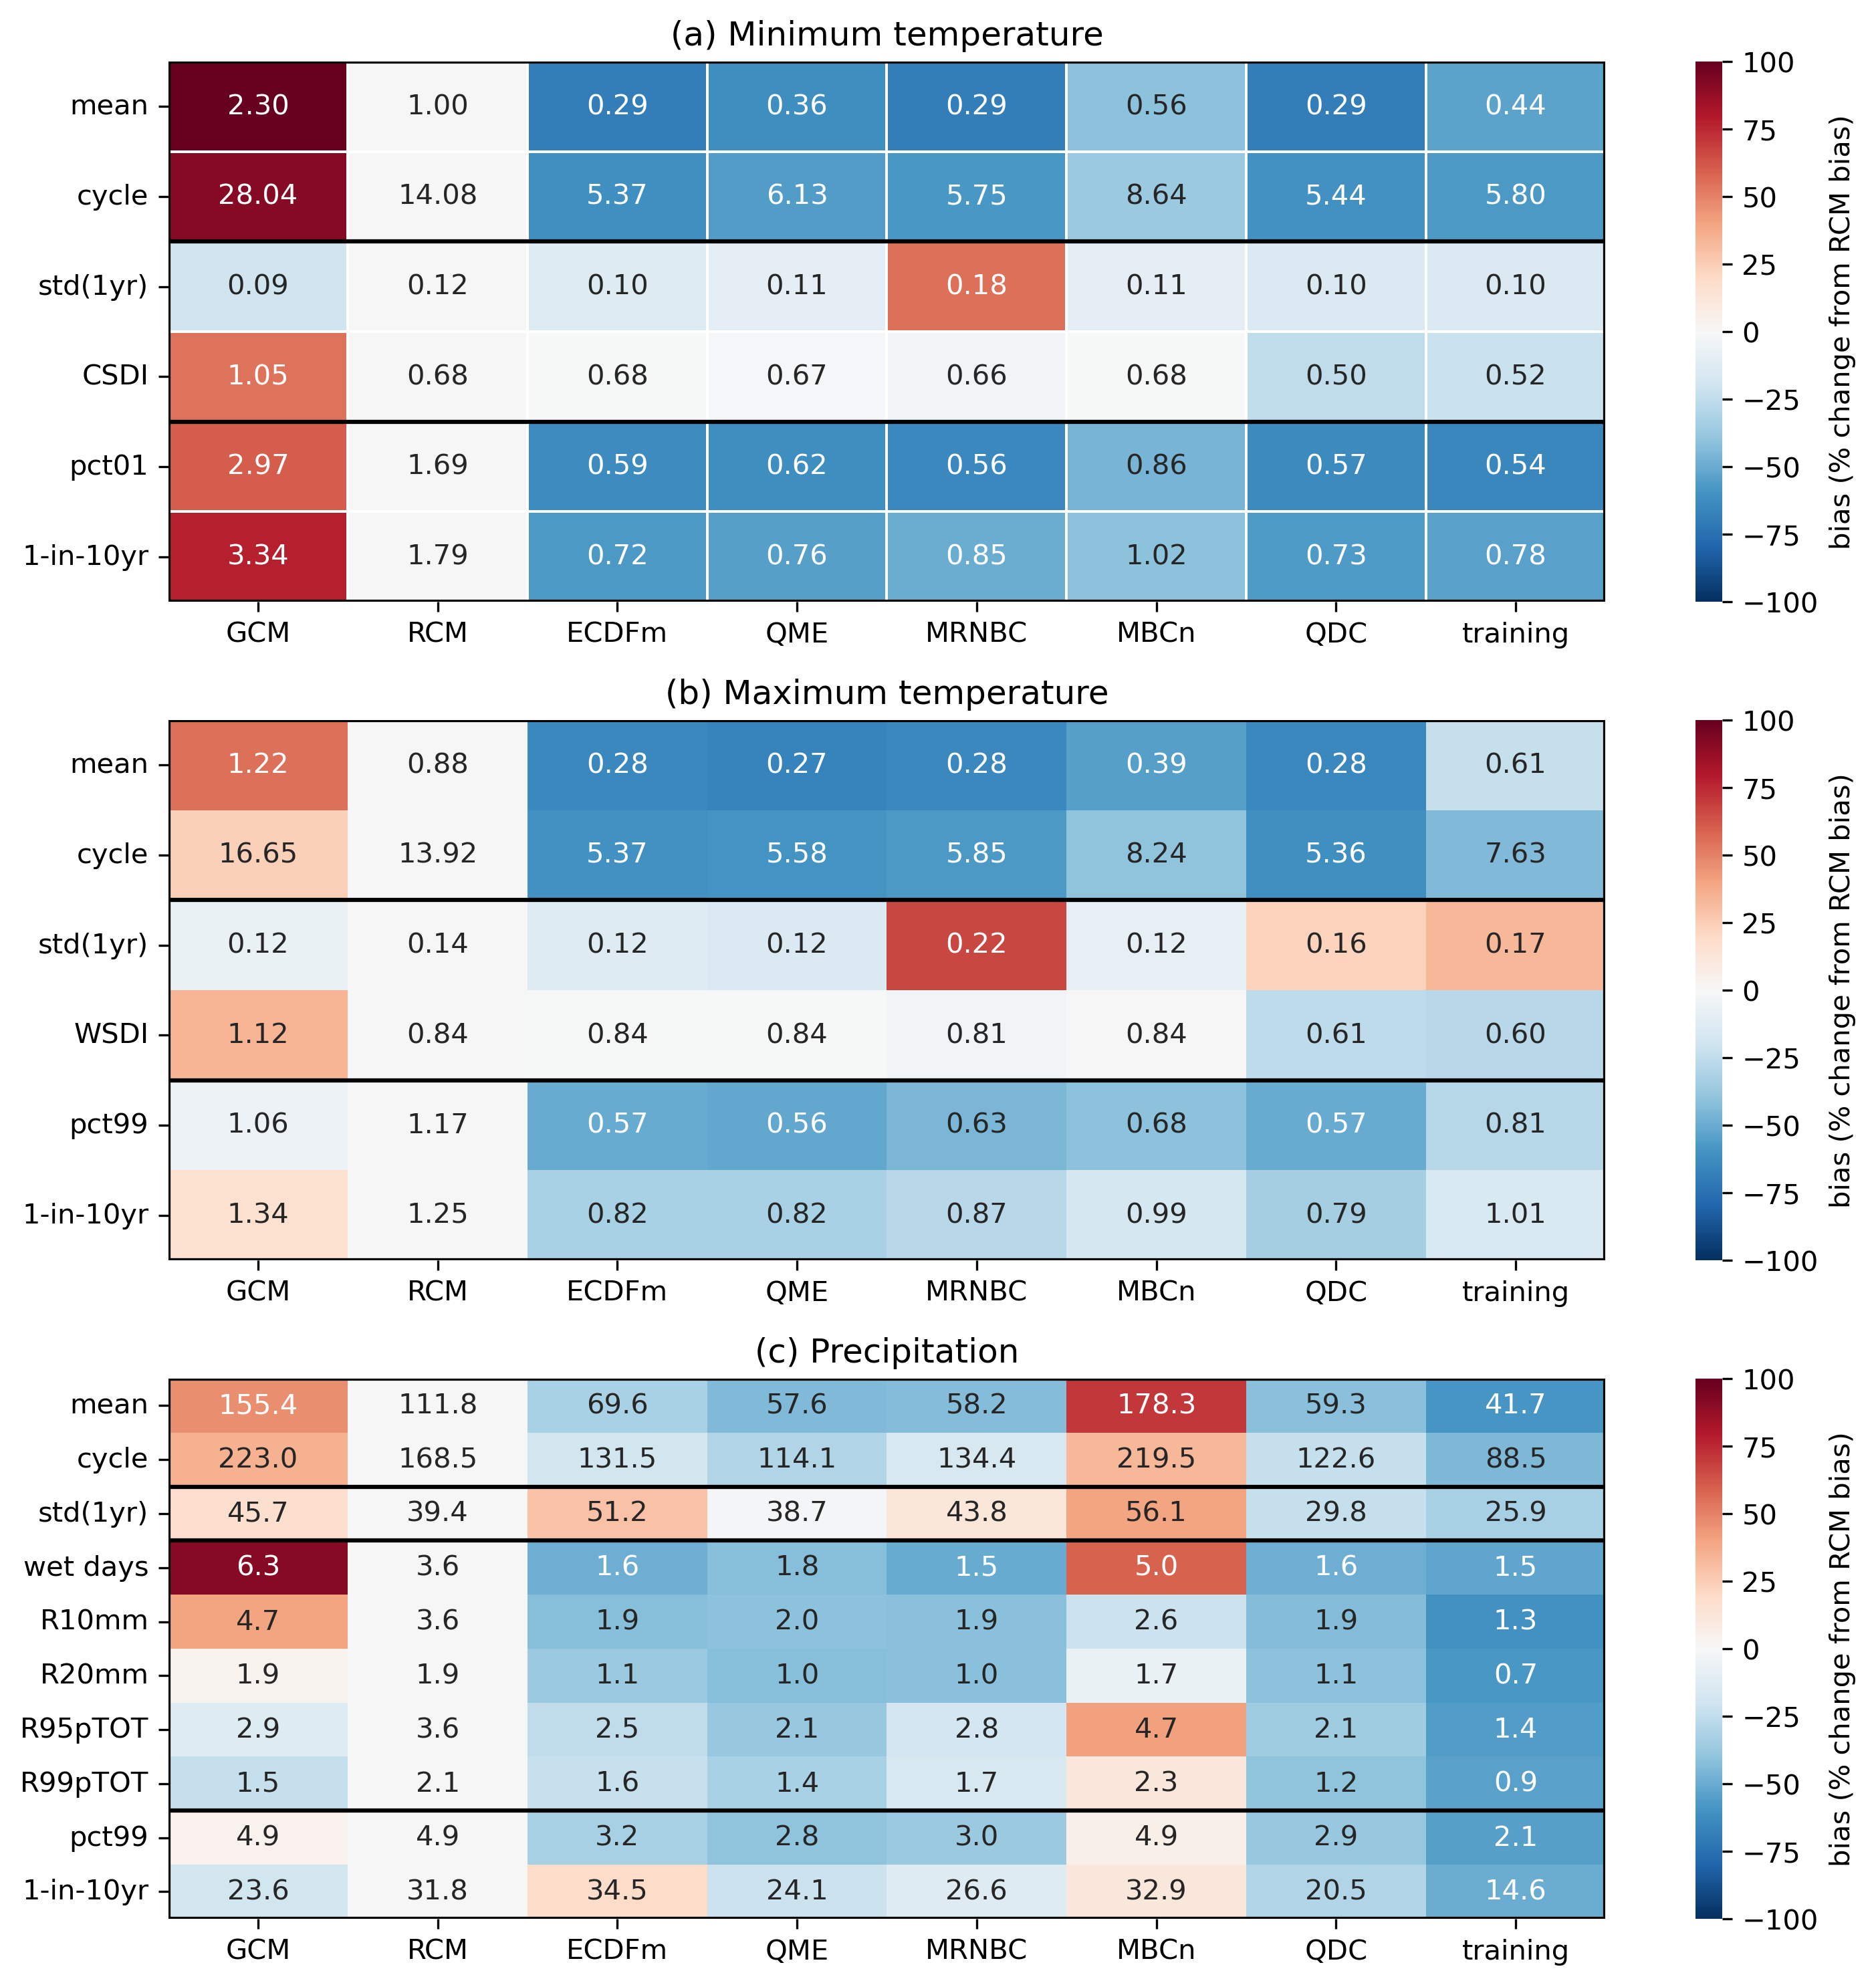 (a) Minimum temperature
mean 2.30 1.00 0.29 0.36 0.29 0.56 0.29 0.44
cycle 28.04 14.08 5.37 6.13 5.75 8.64 5.44 5.80
std(1yr) 0.09 0.12 0.10 0.11 0.18 0.11 0.10 0.10
CSDI 1.05 0.68 0.68 0.67 0.66 0.68 0.50 0.52
pct01 2.97 1.69 0.59 0.62 0.56 0.86 0.57 0.54
1-in-10yr 3.34 1.79 0.72 0.76 0.85 1.02 0.73 0.78
GCM RCM ECDFm QME MRNBC MBCn QDC training
100
75
50
25
0
−25
−50
−75
−100
bias (% change from RCM bias)
(b) Maximum temperature
mean 1.22 0.88 0.28 0.27 0.28 0.39 0.28 0.61
cycle 16.65 13.92 5.37 5.58 5.85 8.24 5.36 7.63
std(1yr) 0.12 0.14 0.12 0.12 0.22 0.12 0.16 0.17
WSDI 1.12 0.84 0.84 0.84 0.81 0.84 0.61 0.60
pct99 1.06 1.17 0.57 0.56 0.63 0.68 0.57 0.81
1-in-10yr 1.34 1.25 0.82 0.82 0.87 0.99 0.79 1.01
GCM RCM ECDFm QME MRNBC MBCn QDC training
100
75
50
25
0
−25
−50
−75
−100
bias (% change from RCM bias)
(c) Precipitation
mean 155.4 111.8 69.6 57.6 58.2 178.3 59.3 41.7
cycle 223.0 168.5 131.5 114.1 134.4 219.5 122.6 88.5
std(1yr) 45.7 39.4 51.2 38.7 43.8 56.1 29.8 25.9
wet days 6.3 3.6 1.6 1.8 1.5 5.0 1.6 1.5
R10mm 4.7 3.6 1.9 2.0 1.9 2.6 1.9 1.3
R20mm 1.9 1.9 1.1 1.0 1.0 1.7 1.1 0.7
R95pTOT 2.9 3.6 2.5 2.1 2.8 4.7 2.1 1.4
R99pTOT 1.5 2.1 1.6 1.4 1.7 2.3 1.2 0.9
pct99 4.9 4.9 3.2 2.8 3.0 4.9 2.9 2.1
1-in-10yr 23.6 31.8 34.5 24.1 26.6 32.9 20.5 14.6
GCM RCM ECDFm QME MRNBC MBCn QDC training
100
75
50
25
0
−25
−50
−75
−100
bias (% change from RCM bias)